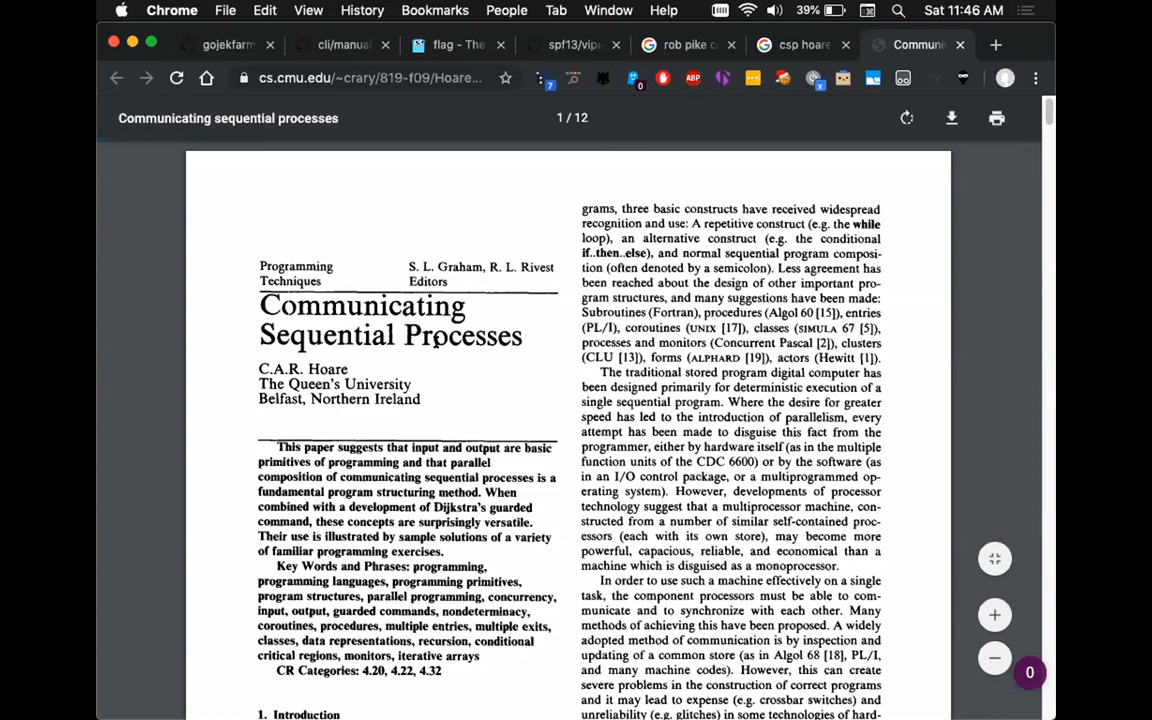 Chrome File Edit View History Bookmarks People Tab Window Help 39% Sat 11:46 AM
gojekfarm cli/manual flag - The spf13/vip rob pike c csp hoare Communi
cs.cmu.edu/~crary/819-f09/Hoare... 7 0 ABP x
Communicating sequential processes 1 / 12
Programming S. L. Graham, R. L. Rivest
Techniques Editors
Communicating
Sequential Processes
C.A.R. Hoare
The Queen's University
Belfast, Northern Ireland
This paper suggests that input and output are basic
primitives of programming and that parallel
composition of communicating sequential processes is a
fundamental program structuring method. When
combined with a development of Dijkstra's guarded
command, these concepts are surprisingly versatile.
Their use is illustrated by sample solutions of a variety
of familiar programming exercises.
Key Words and Phrases: programming,
programming languages, programming primitives,
program structures, parallel programming, concurrency,
input, output, guarded commands, nondeterminacy,
coroutines, procedures, multiple entries, multiple exits,
classes, data representations, recursion, conditional
critical regions, monitors, iterative arrays
CR Categories: 4.20, 4.22, 4.32
1. Introduction
grams, three basic constructs have received widespread
recognition and use: A repetitive construct (e.g. the while
loop), an alternative construct (e.g. the conditional
if..then..else), and normal sequential program composi-
tion (often denoted by a semicolon). Less agreement has
been reached about the design of other important pro-
gram structures, and many suggestions have been made:
Subroutines (Fortran), procedures (Algol 60 [15]), entries
(PL/I), coroutines (UNIX [17]), classes (SIMULA 67 [5]),
processes and monitors (Concurrent Pascal [2]), clusters
(CLU [13]), forms (ALPHARD [19]), actors (Hewitt [1]).
The traditional stored program digital computer has
been designed primarily for deterministic execution of a
single sequential program. Where the desire for greater
speed has led to the introduction of parallelism, every
attempt has been made to disguise this fact from the
programmer, either by hardware itself (as in the multiple
function units of the CDC 6600) or by the software (as
in an I/O control package, or a multiprogrammed op-
erating system). However, developments of processor
technology suggest that a multiprocessor machine, con-
structed from a number of similar self-contained proc-
essors (each with its own store), may become more
powerful, capacious, reliable, and economical than a
machine which is disguised as a monoprocessor.
In order to use such a machine effectively on a single
task, the component processors must be able to com-
municate and to synchronize with each other. Many
methods of achieving this have been proposed. A widely
adopted method of communication is by inspection and
updating of a common store (as in Algol 68 [18], PL/I,
and many machine codes). However, this can create
severe problems in the construction of correct programs
and it may lead to expense (e.g. crossbar switches) and
unreliability (e.g. glitches) in some technologies of hard-
0